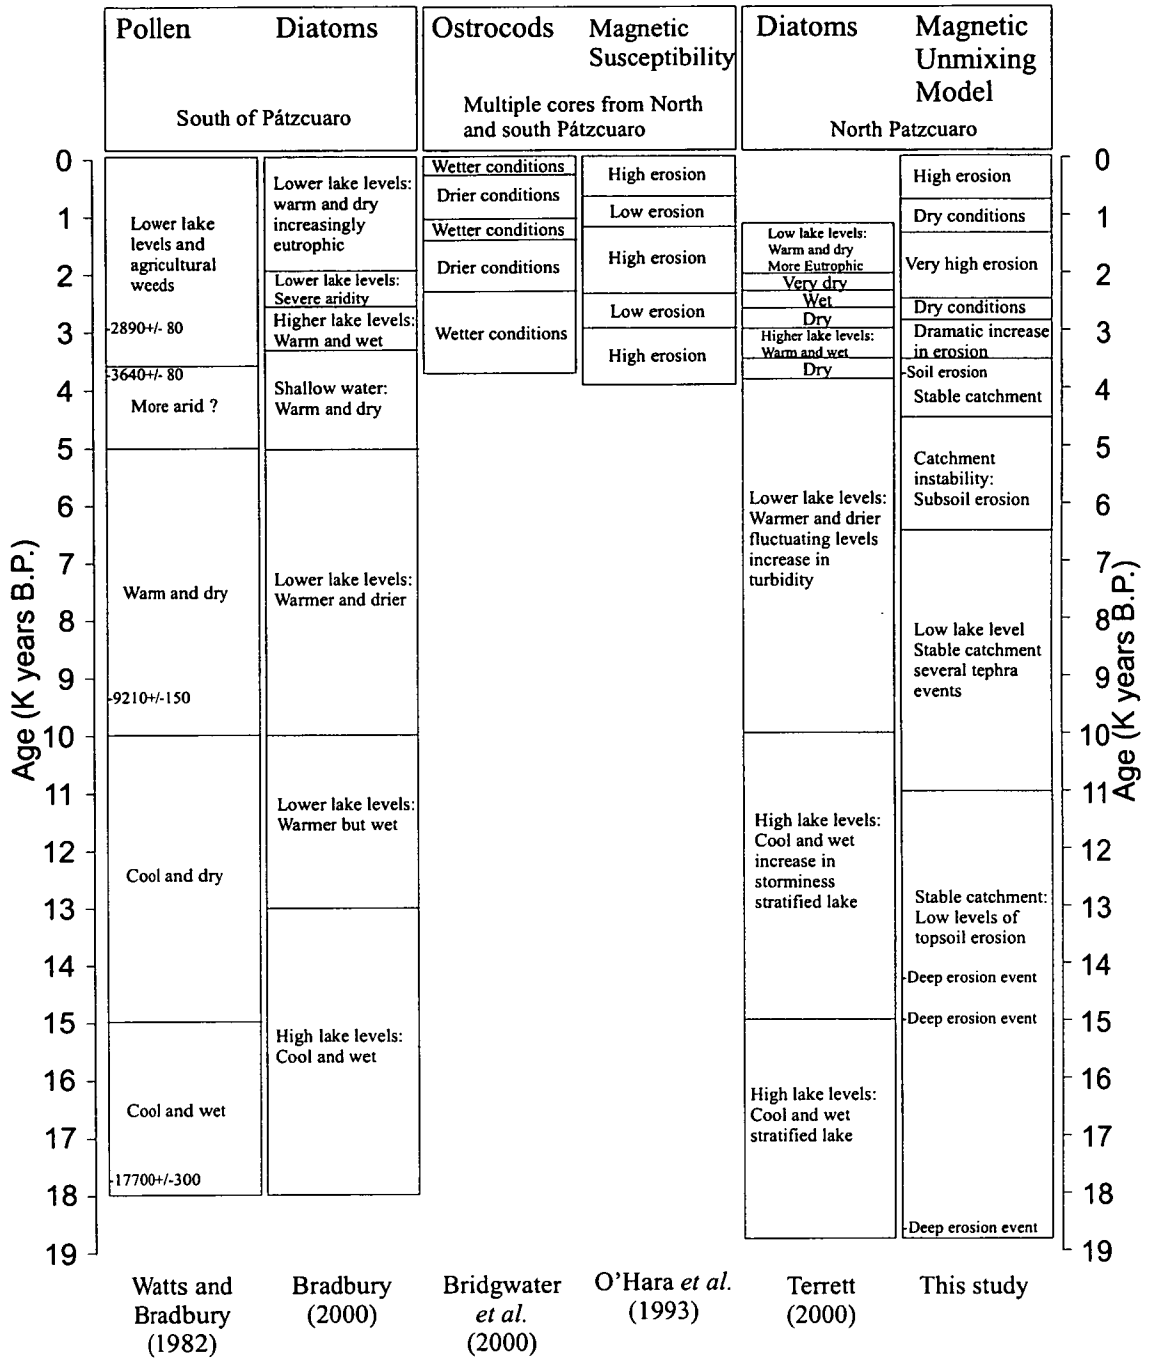 Pollen
Diatoms
South of Pátzcuaro
Ostrocods
Magnetic
Susceptibility
Multiple cores from North
and south Pátzcuaro
Diatoms
Magnetic
Unmixing
Model
North Patzcuaro
Age (K years B.P.)
0
1
2
3
4
5
6
7
8
9
10
11
12
13
14
15
16
17
18
19
Lower lake
levels and
agricultural
weeds
-2890+/- 80
-3640+/- 80
More arid ?
Warm and dry
-9210+/-150
Cool and dry
Cool and wet
-17700+/-300
Watts and
Bradbury
(1982)
Lower lake levels:
warm and dry
increasingly
eutrophic
Lower lake levels:
Severe aridity
Higher lake levels:
Warm and wet
Shallow water:
Warm and dry
Lower lake levels:
Warmer and drier
Lower lake levels:
Warmer but wet
High lake levels:
Cool and wet
Bradbury
(2000)
Wetter conditions
Drier conditions
Wetter conditions
Drier conditions
Wetter conditions
Bridgwater
et al.
(2000)
High erosion
Low erosion
High erosion
Low erosion
High erosion
O'Hara et al.
(1993)
Low lake levels:
Warm and dry
More Eutrophic
Very dry
Wet
Dry
Higher lake levels:
Warm and wet
Dry
Lower lake levels:
Warmer and drier
fluctuating levels
increase in
turbidity
High lake levels:
Cool and wet
increase in
storminess
stratified lake
High lake levels:
Cool and wet
stratified lake
Terrett
(2000)
High erosion
Dry conditions
Very high erosion
Dry conditions
Dramatic increase
in erosion
-Soil erosion
Stable catchment
Catchment
instability:
Subsoil erosion
Low lake level
Stable catchment
several tephra
events
Stable catchment:
Low levels of
topsoil erosion
-Deep erosion event
-Deep erosion event
-Deep erosion event
This study
0
1
2
3
4
5
6
7
8
9
10
11
12
13
14
15
16
17
18
19
Age (K years B.P.)